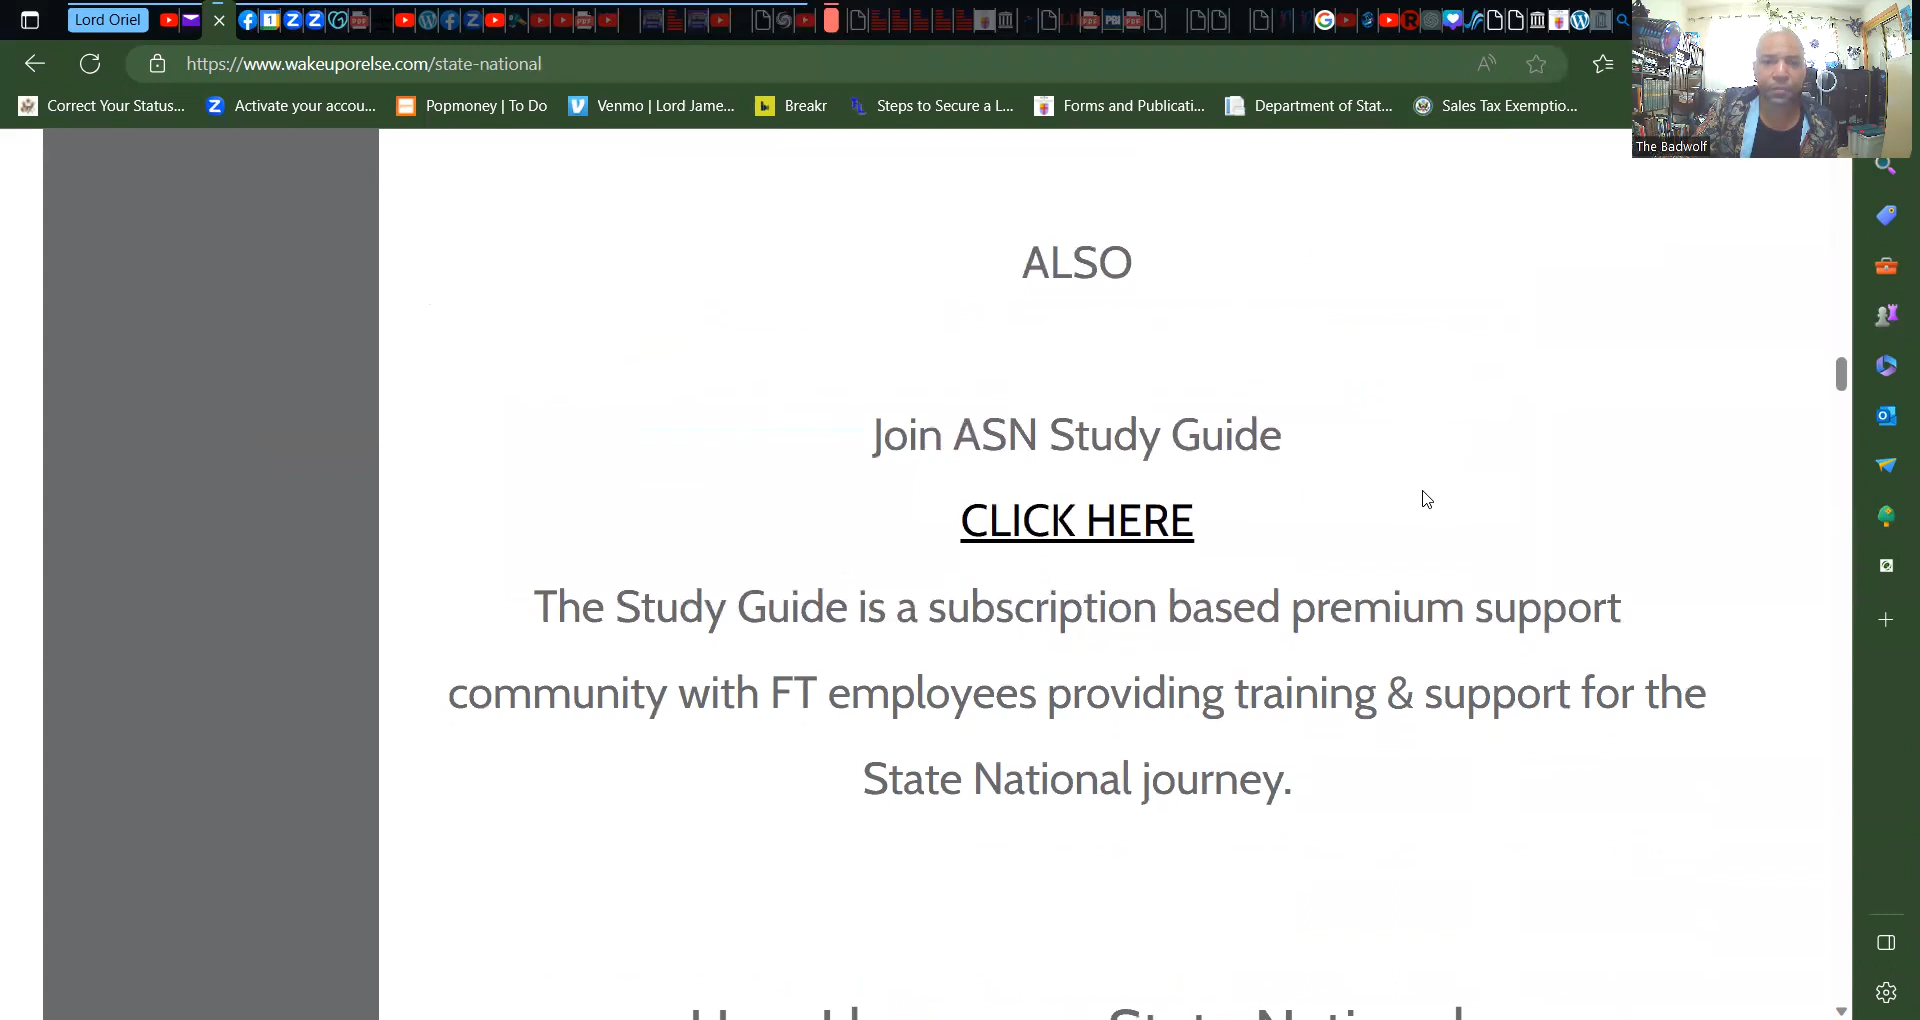 Lord Oriel
https://www.wakeuporelse.com/state-national
Correct Your Status... Activate your accou... Popmoney | To Do Venmo | Lord Jame... Breakr Steps to Secure a L... Forms and Publicati... Department of Stat... Sales Tax Exemptio...
The Badwolf
ALSO
Join ASN Study Guide
CLICK HERE
The Study Guide is a subscription based premium support
community with FT employees providing training & support for the
State National journey.